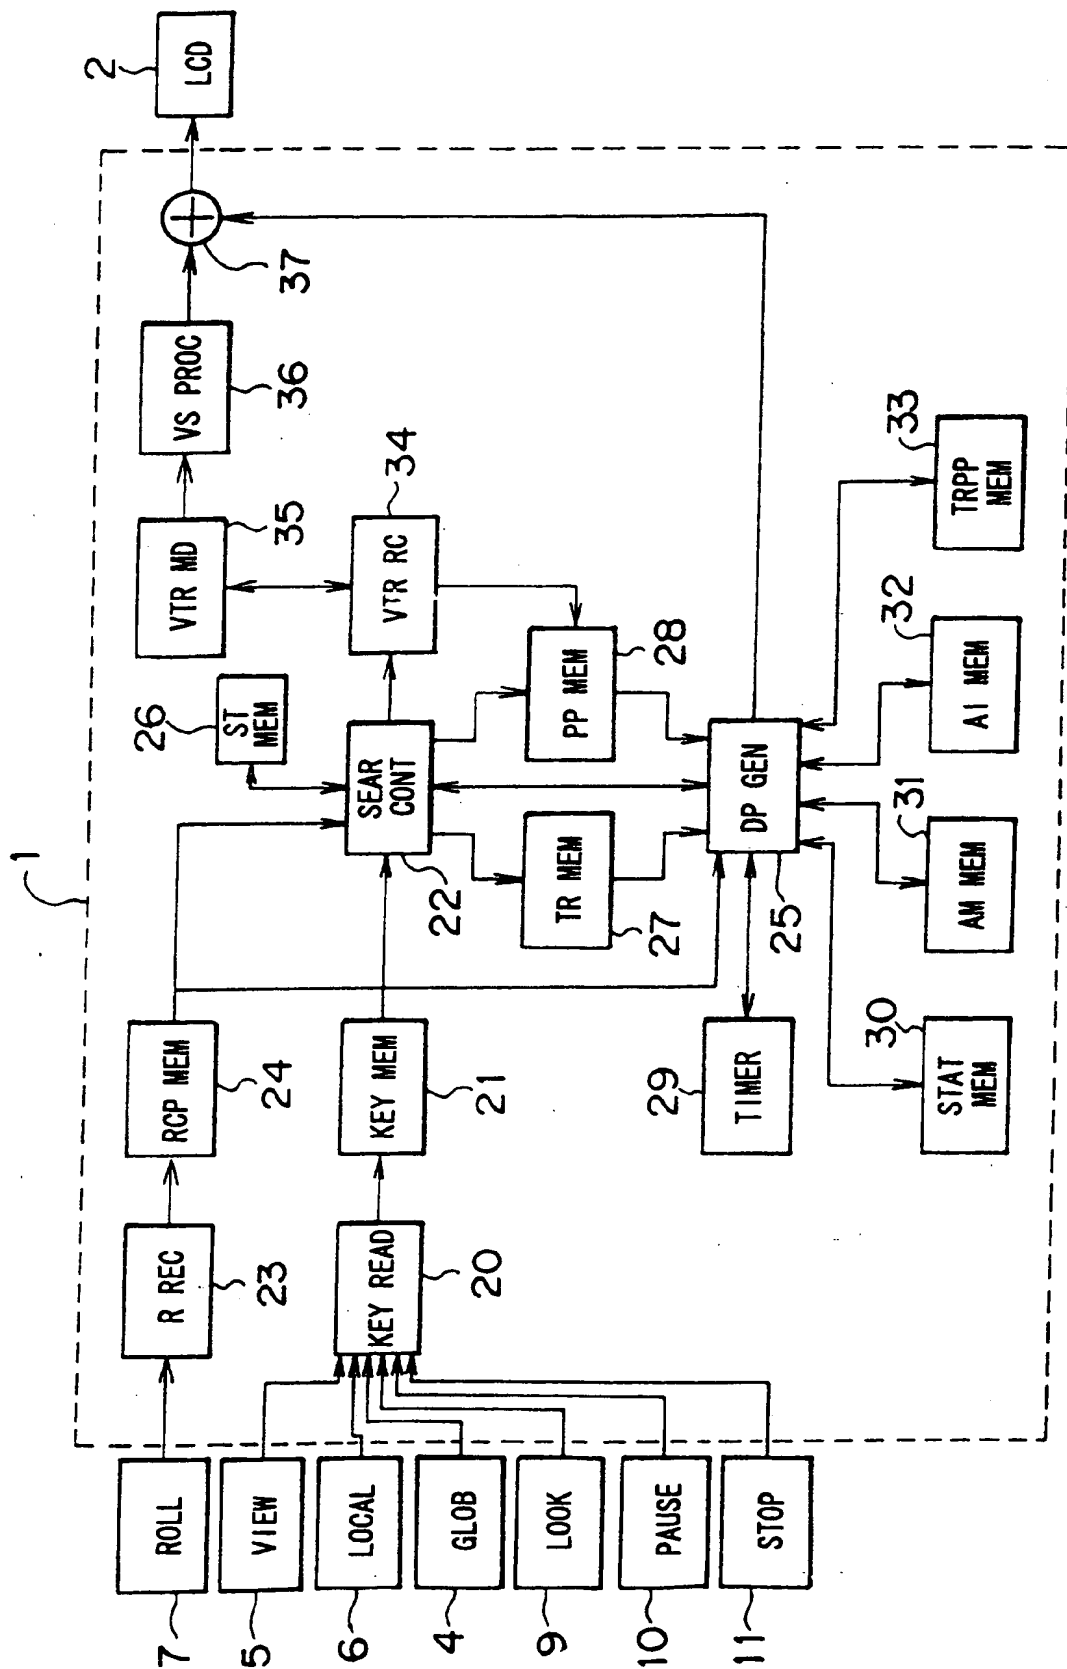 1
2
LCD
37
VS PROC
36
VTR MD
35
VTR RC
34
ST MEM
26
SEAR CONT
22
PP MEM
28
TR MEM
27
DP GEN
25
TRPP MEM
33
AI MEM
32
AM MEM
31
STAT MEM
30
TIMER
29
RCP MEM
24
KEY MEM
21
R REC
23
KEY READ
20
ROLL
7
VIEW
5
LOCAL
6
GLOB
4
LOOK
9
PAUSE
10
STOP
11